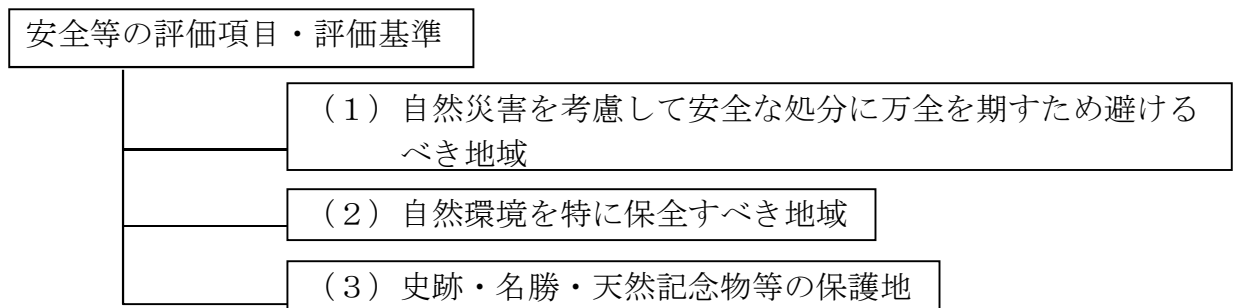 安全等の評価項目・評価基準
（１）自然災害を考慮して安全な処分に万全を期すため避ける
べき地域
（２）自然環境を特に保全すべき地域
（３）史跡・名勝・天然記念物等の保護地